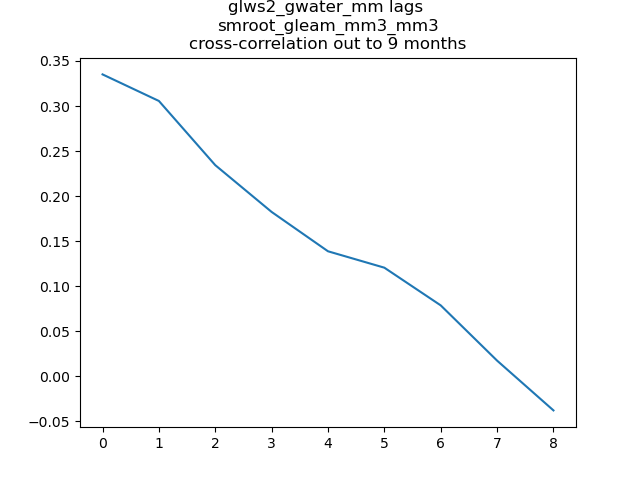 glws2_gwater_mm lags
smroot_gleam_mm3_mm3
cross-correlation out to 9 months
0.35
0.30
0.25
0.20
0.15
0.10
0.05
0.00
−0.05
0 1 2 3 4 5 6 7 8